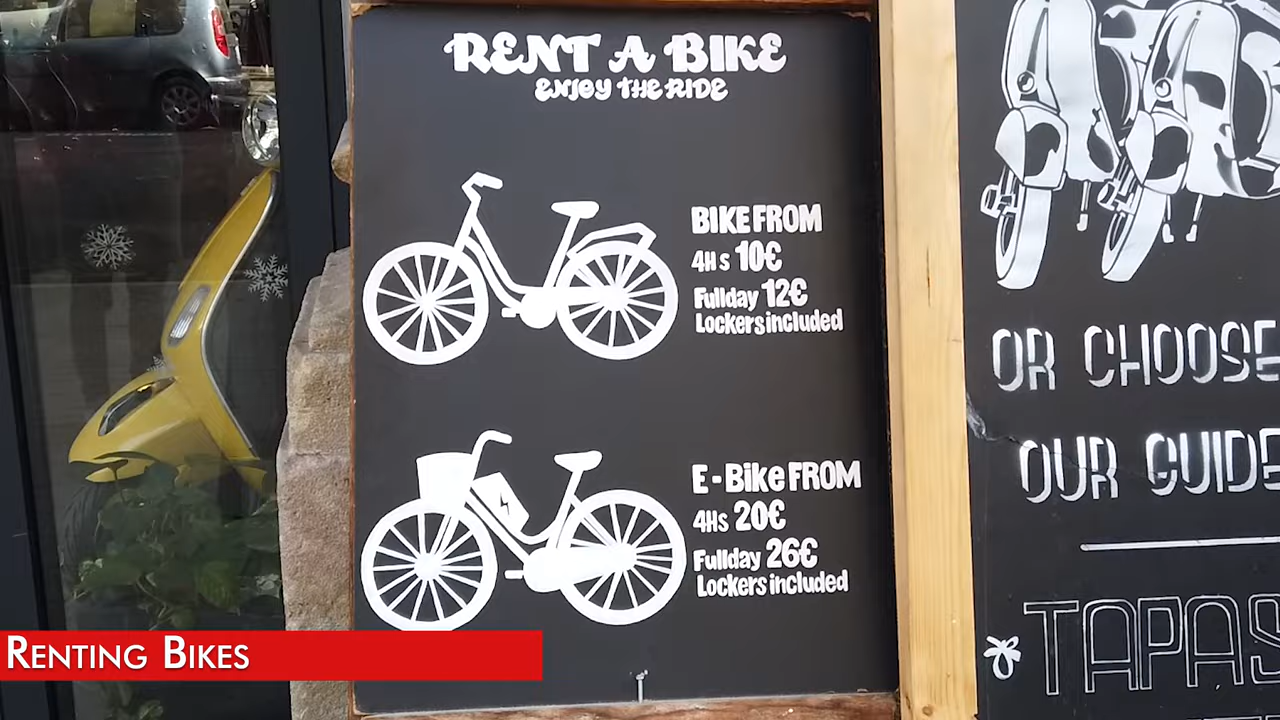 RENT A BIKE
ENJOY THE RIDE
BIKE FROM
4Hs 10€
Fullday 12€
Lockers included
E-Bike FROM
4Hs 20€
Fullday 26€
Lockers included
OR CHOOSE
OUR GUIDE
TAPAS
RENTING BIKES